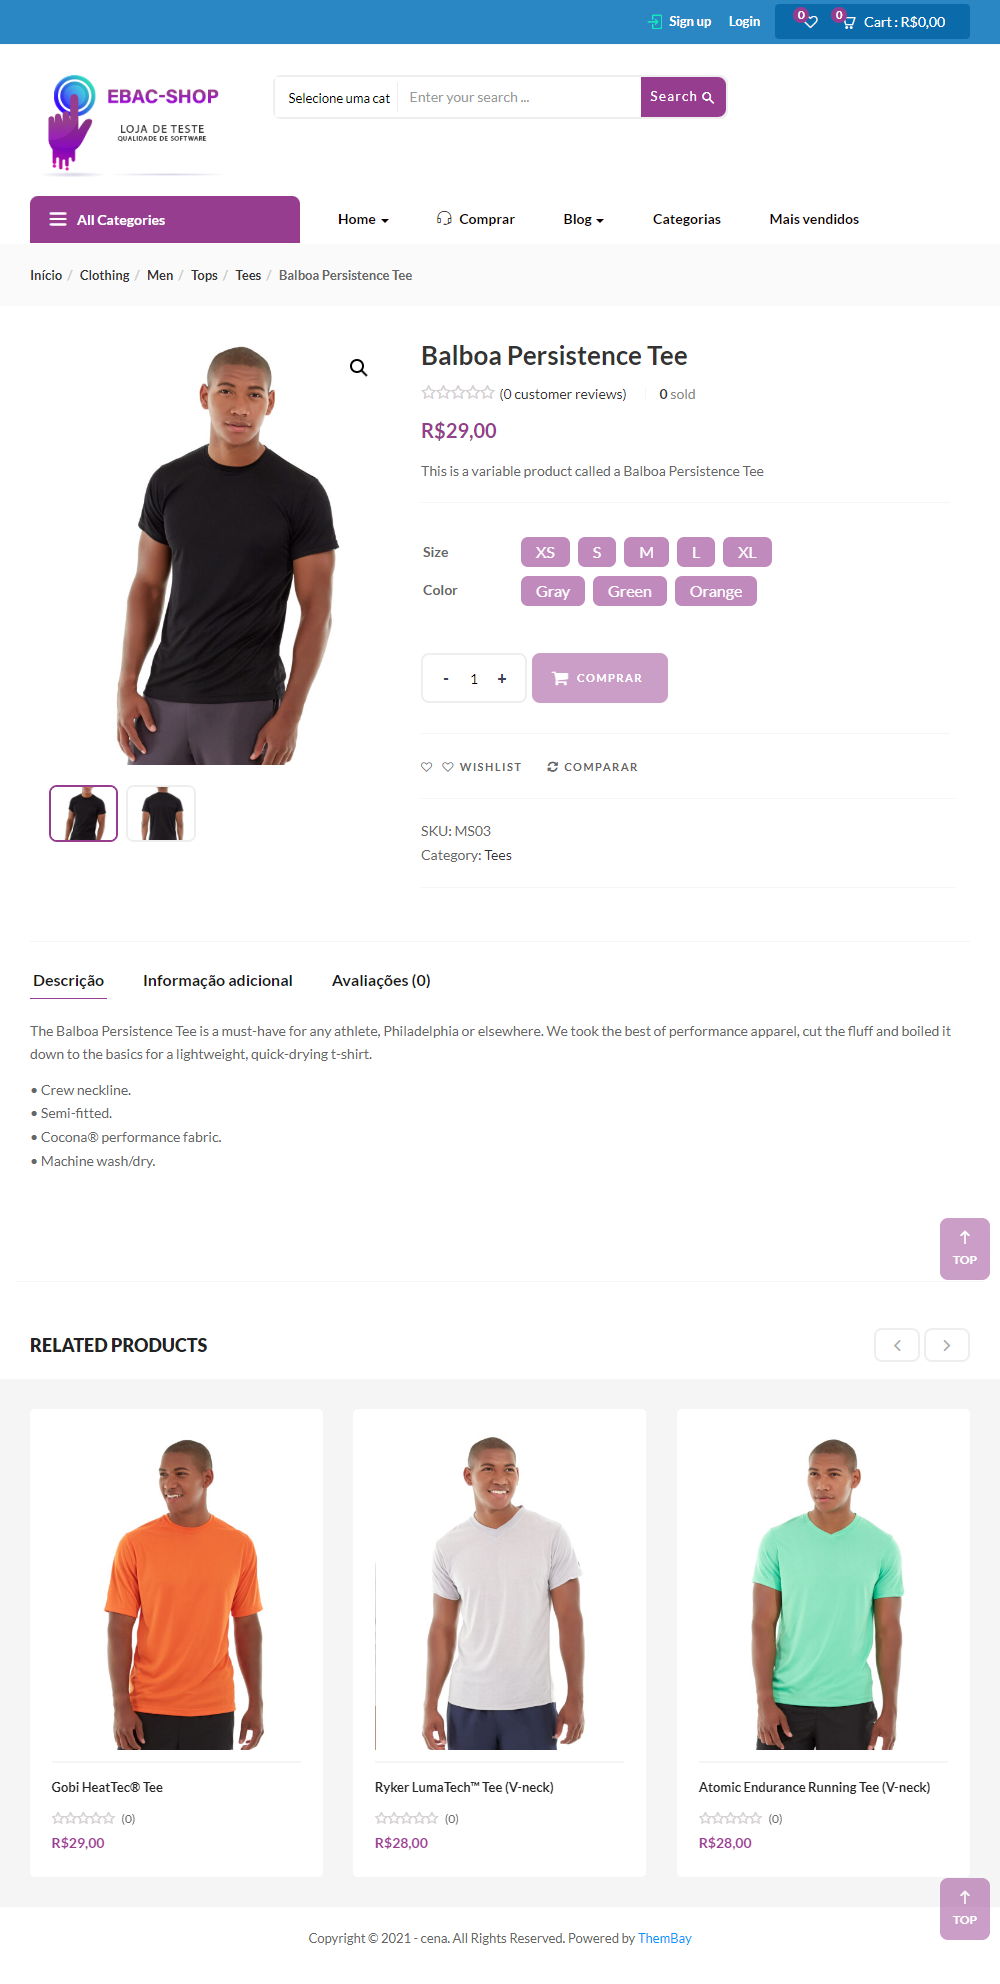 Sign up Login 0 0 Cart : R$0,00
EBAC-SHOP
LOJA DE TESTE
QUALIDADE DE SOFTWARE
Selecione uma cat Enter your search ... Search
All Categories Home Comprar Blog Categorias Mais vendidos
Início / Clothing / Men / Tops / Tees / Balboa Persistence Tee
Balboa Persistence Tee
(0 customer reviews) 0 sold
R$29,00
This is a variable product called a Balboa Persistence Tee
Size XS S M L XL
Color Gray Green Orange
- 1 + COMPRAR
WISHLIST COMPARAR
SKU: MS03
Category: Tees
Descrição Informação adicional Avaliações (0)
The Balboa Persistence Tee is a must-have for any athlete, Philadelphia or elsewhere. We took the best of performance apparel, cut the fluff and boiled it
down to the basics for a lightweight, quick-drying t-shirt.
• Crew neckline.
• Semi-fitted.
• Cocona® performance fabric.
• Machine wash/dry.
TOP
RELATED PRODUCTS
Gobi HeatTec® Tee
(0)
R$29,00
Ryker LumaTech™ Tee (V-neck)
(0)
R$28,00
Atomic Endurance Running Tee (V-neck)
(0)
R$28,00
TOP
Copyright © 2021 - cena. All Rights Reserved. Powered by ThemBay